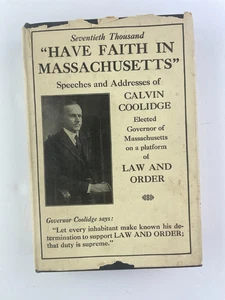 Seventieth Thousand
"HAVE FAITH IN
MASSACHUSETTS"
Speeches and Addresses of
CALVIN
COOLIDGE
Elected
Governor of
Massachusetts
on a platform
of
LAW AND
ORDER
Governor Coolidge says:
"Let every inhabitant make known his de-
termination to support LAW AND ORDER;
that duty is supreme."